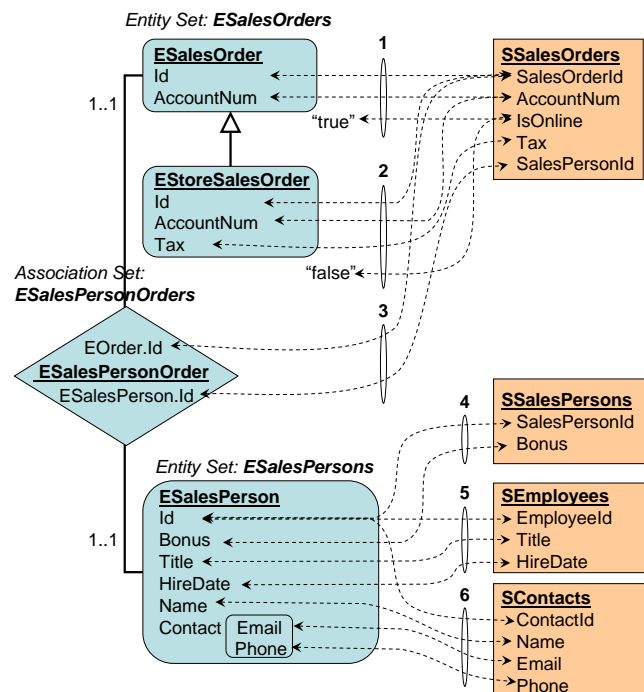 Entity Set: ESalesOrders
ESalesOrder
Id
AccountNum
1..1
1
"true"
SSalesOrders
SalesOrderId
AccountNum
IsOnline
Tax
SalesPersonId
EStoreSalesOrder
Id
AccountNum
Tax
2
"false"
Association Set:
ESalesPersonOrders
3
EOrder.Id
ESalesPersonOrder
ESalesPerson.Id
4
SSalesPersons
SalesPersonId
Bonus
Entity Set: ESalesPersons
1..1
ESalesPerson
Id
Bonus
Title
HireDate
Name
Contact
Email
Phone
5
SEmployees
EmployeeId
Title
HireDate
6
SContacts
ContactId
Name
Email
Phone